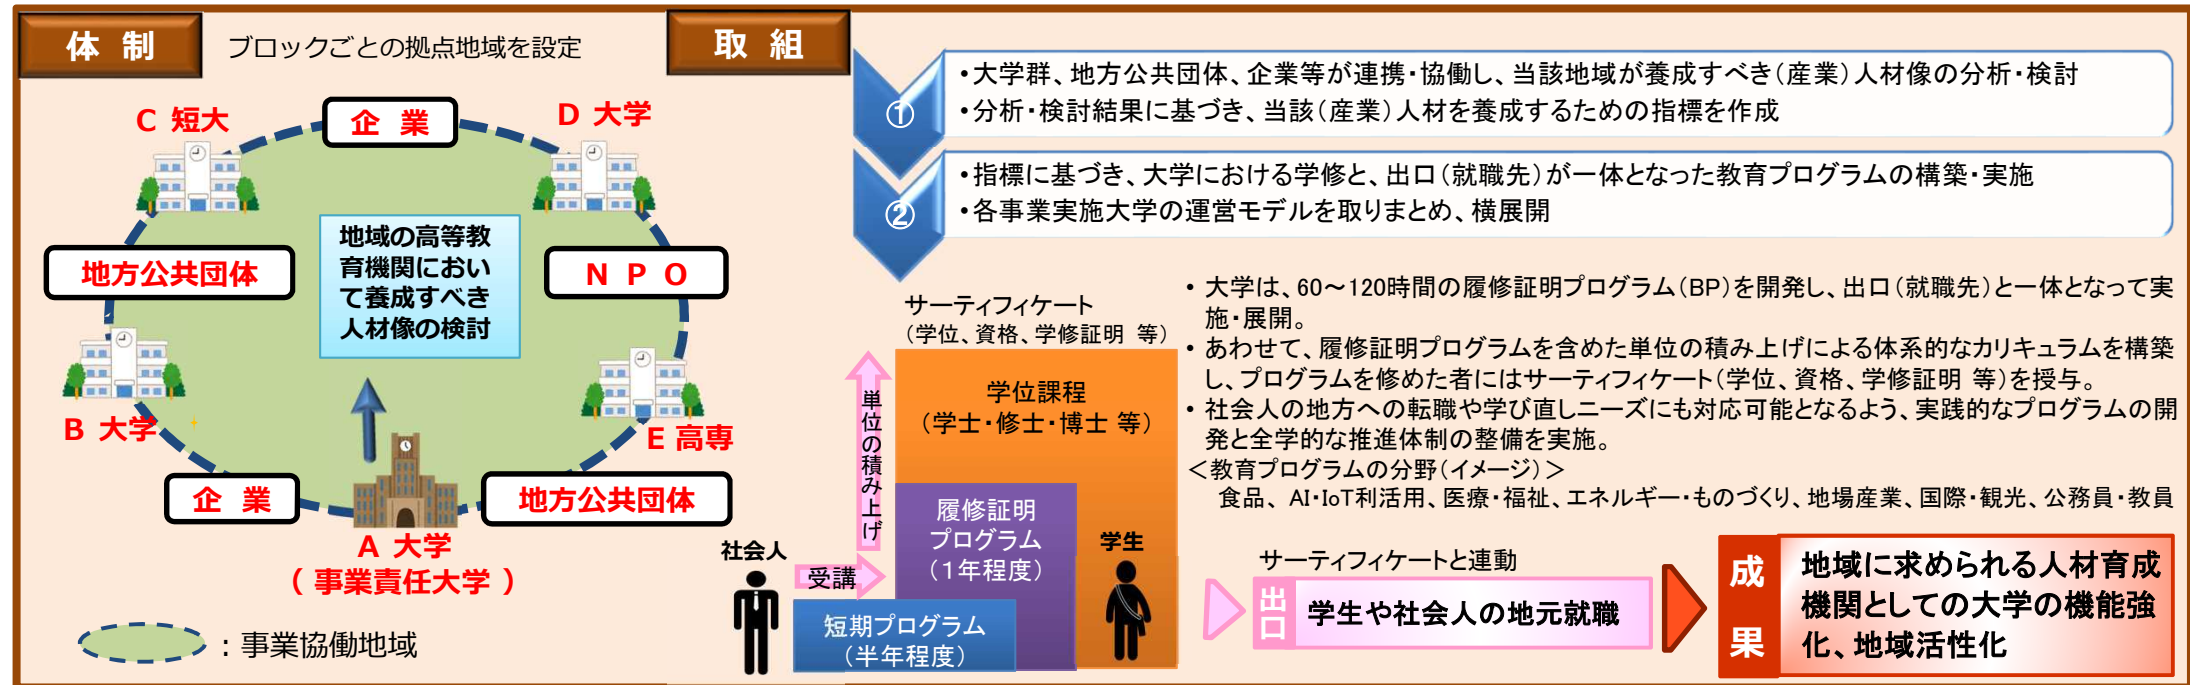 体 制
ブロックごとの拠点地域を設定
C 短大
企 業
D 大学
地方公共団体
地域の高等教
育機関におい
て養成すべき
人材像の検討
N P O
B 大学
E 高専
企 業
地方公共団体
A 大学
( 事業責任大学 )
：事業協働地域
取 組
①
・大学群、地方公共団体、企業等が連携・協働し、当該地域が養成すべき(産業)人材像の分析・検討
・分析・検討結果に基づき、当該(産業)人材を養成するための指標を作成
②
・指標に基づき、大学における学修と、出口(就職先)が一体となった教育プログラムの構築・実施
・各事業実施大学の運営モデルを取りまとめ、横展開
サーティフィケート
(学位、資格、学修証明 等)
単位の積み上げ
学位課程
(学士・修士・博士 等)
履修証明
プログラム
(1年程度)
学生
社会人
受講
短期プログラム
(半年程度)
• 大学は、60～120時間の履修証明プログラム(BP)を開発し、出口(就職先)と一体となって実
施・展開。
• あわせて、履修証明プログラムを含めた単位の積み上げによる体系的なカリキュラムを構築
し、プログラムを修めた者にはサーティフィケート(学位、資格、学修証明 等)を授与。
• 社会人の地方への転職や学び直しニーズにも対応可能となるよう、実践的なプログラムの開
発と全学的な推進体制の整備を実施。
＜教育プログラムの分野(イメージ)＞
食品、AI・IoT利活用、医療・福祉、エネルギー・ものづくり、地場産業、国際・観光、公務員・教員
サーティフィケートと連動
出口
学生や社会人の地元就職
成果
地域に求められる人材育成
機関としての大学の機能強
化、地域活性化